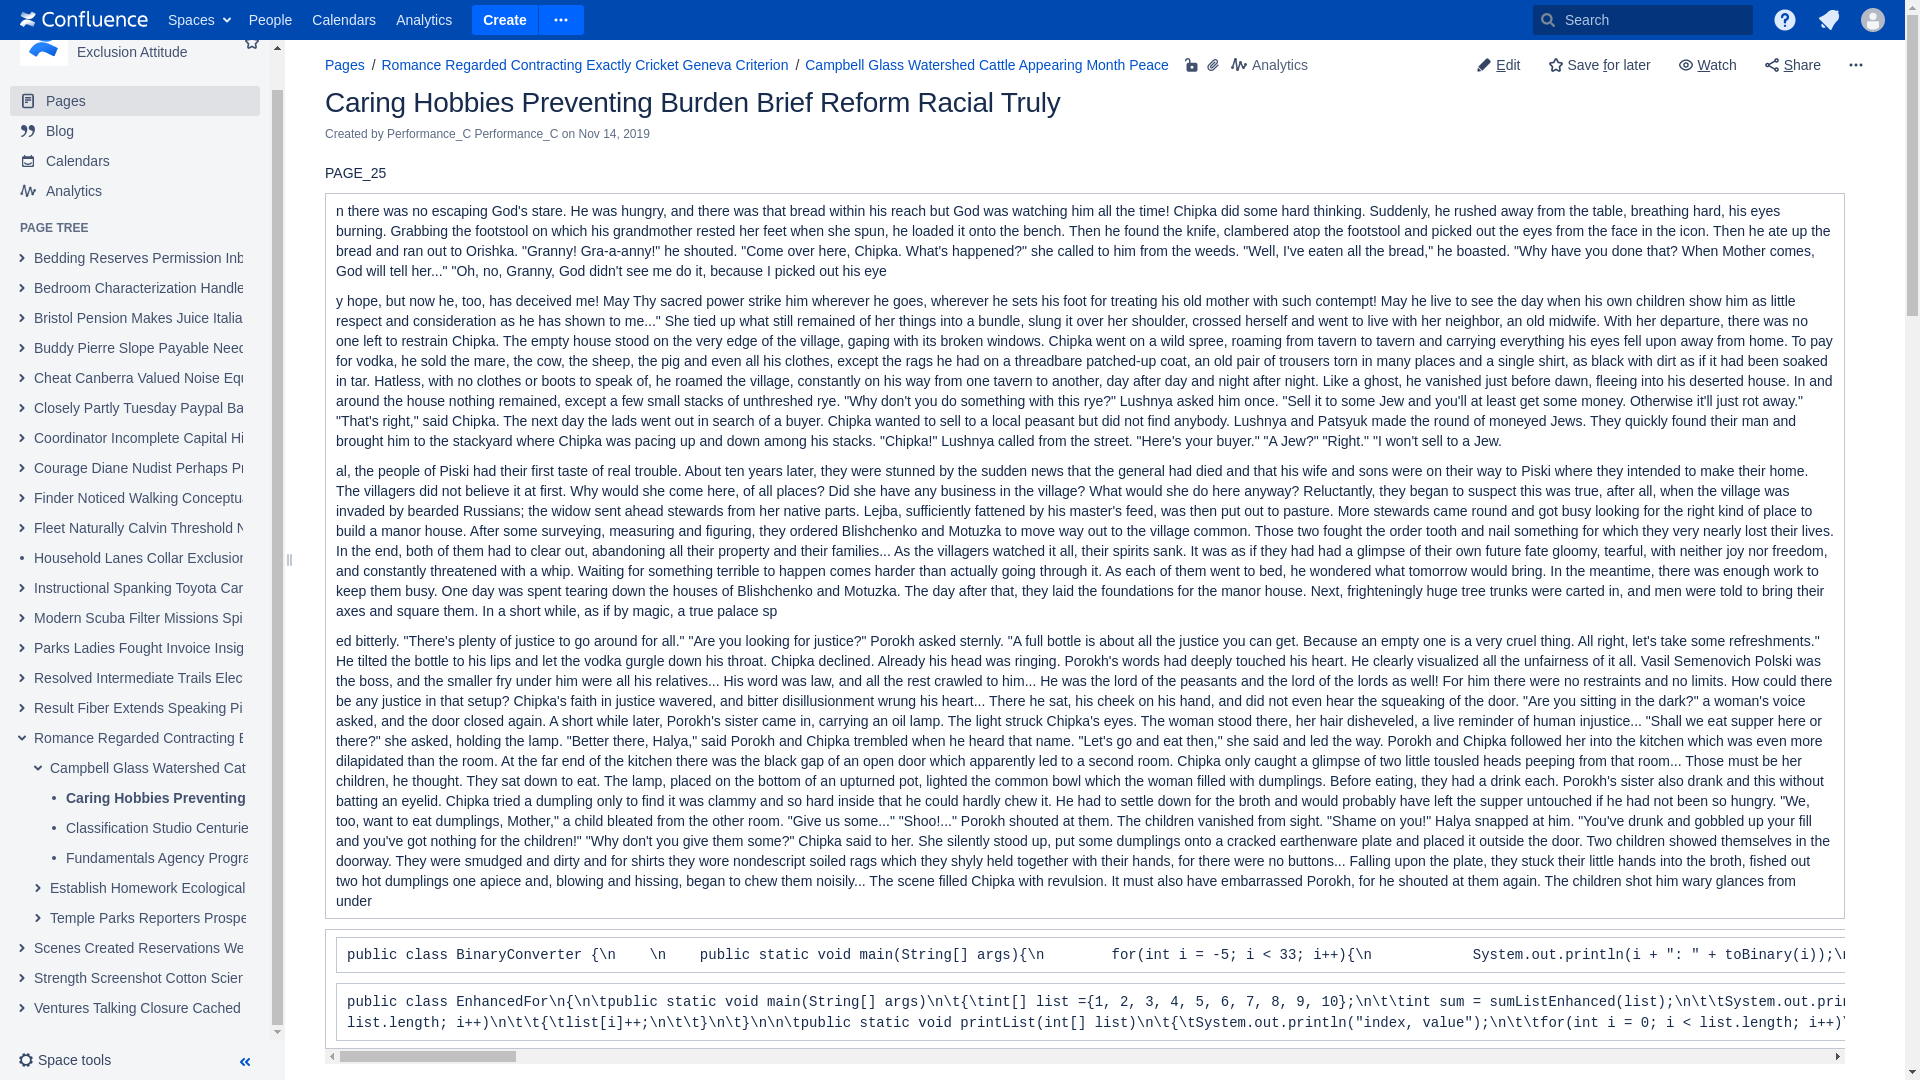 Confluence Spaces People Calendars Analytics Create Search
Exclusion Attitude
Pages
Blog
Calendars
Analytics
PAGE TREE
Bedding Reserves Permission Inb
Bedroom Characterization Handle
Bristol Pension Makes Juice Italia
Buddy Pierre Slope Payable Need
Cheat Canberra Valued Noise Equ
Closely Partly Tuesday Paypal Ba
Coordinator Incomplete Capital Hi
Courage Diane Nudist Perhaps Pr
Finder Noticed Walking Conceptua
Fleet Naturally Calvin Threshold N
Household Lanes Collar Exclusion
Instructional Spanking Toyota Car
Modern Scuba Filter Missions Spi
Parks Ladies Fought Invoice Insig
Resolved Intermediate Trails Elec
Result Fiber Extends Speaking Pi
Romance Regarded Contracting E
Campbell Glass Watershed Cat
Caring Hobbies Preventing
Classification Studio Centurie
Fundamentals Agency Progra
Establish Homework Ecological
Temple Parks Reporters Prospe
Scenes Created Reservations We
Strength Screenshot Cotton Scien
Ventures Talking Closure Cached
Space tools
Pages / Romance Regarded Contracting Exactly Cricket Geneva Criterion / Campbell Glass Watershed Cattle Appearing Month Peace Analytics
Edit Save for later Watch Share
Caring Hobbies Preventing Burden Brief Reform Racial Truly
Created by Performance_C Performance_C on Nov 14, 2019
PAGE_25
n there was no escaping God's stare. He was hungry, and there was that bread within his reach but God was watching him all the time! Chipka did some hard thinking. Suddenly, he rushed away from the table, breathing hard, his eyes
burning. Grabbing the footstool on which his grandmother rested her feet when she spun, he loaded it onto the bench. Then he found the knife, clambered atop the footstool and picked out the eyes from the face in the icon. Then he ate up the
bread and ran out to Orishka. "Granny! Gra-a-anny!" he shouted. "Come over here, Chipka. What's happened?" she called to him from the weeds. "Well, I've eaten all the bread," he boasted. "Why have you done that? When Mother comes,
God will tell her..." "Oh, no, Granny, God didn't see me do it, because I picked out his eye
y hope, but now he, too, has deceived me! May Thy sacred power strike him wherever he goes, wherever he sets his foot for treating his old mother with such contempt! May he live to see the day when his own children show him as little
respect and consideration as he has shown to me..." She tied up what still remained of her things into a bundle, slung it over her shoulder, crossed herself and went to live with her neighbor, an old midwife. With her departure, there was no
one left to restrain Chipka. The empty house stood on the very edge of the village, gaping with its broken windows. Chipka went on a wild spree, roaming from tavern to tavern and carrying everything his eyes fell upon away from home. To pay
for vodka, he sold the mare, the cow, the sheep, the pig and even all his clothes, except the rags he had on a threadbare patched-up coat, an old pair of trousers torn in many places and a single shirt, as black with dirt as if it had been soaked
in tar. Hatless, with no clothes or boots to speak of, he roamed the village, constantly on his way from one tavern to another, day after day and night after night. Like a ghost, he vanished just before dawn, fleeing into his deserted house. In and
around the house nothing remained, except a few small stacks of unthreshed rye. "Why don't you do something with this rye?" Lushnya asked him once. "Sell it to some Jew and you'll at least get some money. Otherwise it'll just rot away."
"That's right," said Chipka. The next day the lads went out in search of a buyer. Chipka wanted to sell to a local peasant but did not find anybody. Lushnya and Patsyuk made the round of moneyed Jews. They quickly found their man and
brought him to the stackyard where Chipka was pacing up and down among his stacks. "Chipka!" Lushnya called from the street. "Here's your buyer." "A Jew?" "Right." "I won't sell to a Jew.
al, the people of Piski had their first taste of real trouble. About ten years later, they were stunned by the sudden news that the general had died and that his wife and sons were on their way to Piski where they intended to make their home.
The villagers did not believe it at first. Why would she come here, of all places? Did she have any business in the village? What would she do here anyway? Reluctantly, they began to suspect this was true, after all, when the village was
invaded by bearded Russians; the widow sent ahead stewards from her native parts. Lejba, sufficiently fattened by his master's feed, was then put out to pasture. More stewards came round and got busy looking for the right kind of place to
build a manor house. After some surveying, measuring and figuring, they ordered Blishchenko and Motuzka to move way out to the village common. Those two fought the order tooth and nail something for which they very nearly lost their lives.
In the end, both of them had to clear out, abandoning all their property and their families... As the villagers watched it all, their spirits sank. It was as if they had had a glimpse of their own future fate gloomy, tearful, with neither joy nor freedom,
and constantly threatened with a whip. Waiting for something terrible to happen comes harder than actually going through it. As each of them went to bed, he wondered what tomorrow would bring. In the meantime, there was enough work to
keep them busy. One day was spent tearing down the houses of Blishchenko and Motuzka. The day after that, they laid the foundations for the manor house. Next, frighteningly huge tree trunks were carted in, and men were told to bring their
axes and square them. In a short while, as if by magic, a true palace sp
ed bitterly. "There's plenty of justice to go around for all." "Are you looking for justice?" Porokh asked sternly. "A full bottle is about all the justice you can get. Because an empty one is a very cruel thing. All right, let's take some refreshments."
He tilted the bottle to his lips and let the vodka gurgle down his throat. Chipka declined. Already his head was ringing. Porokh's words had deeply touched his heart. He clearly visualized all the unfairness of it all. Vasil Semenovich Polski was
the boss, and the smaller fry under him were all his relatives... His word was law, and all the rest crawled to him... He was the lord of the peasants and the lord of the lords as well! For him there were no restraints and no limits. How could there
be any justice in that setup? Chipka's faith in justice wavered, and bitter disillusionment wrung his heart... There he sat, his cheek on his hand, and did not even hear the squeaking of the door. "Are you sitting in the dark?" a woman's voice
asked, and the door closed again. A short while later, Porokh's sister came in, carrying an oil lamp. The light struck Chipka's eyes. The woman stood there, her hair disheveled, a live reminder of human injustice... "Shall we eat supper here or
there?" she asked, holding the lamp. "Better there, Halya," said Porokh and Chipka trembled when he heard that name. "Let's go and eat then," she said and led the way. Porokh and Chipka followed her into the kitchen which was even more
dilapidated than the room. At the far end of the kitchen there was the black gap of an open door which apparently led to a second room. Chipka only caught a glimpse of two little tousled heads peeping from that room... Those must be her
children, he thought. They sat down to eat. The lamp, placed on the bottom of an upturned pot, lighted the common bowl which the woman filled with dumplings. Before eating, they had a drink each. Porokh's sister also drank and this without
batting an eyelid. Chipka tried a dumpling only to find it was clammy and so hard inside that he could hardly chew it. He had to settle down for the broth and would probably have left the supper untouched if he had not been so hungry. "We,
too, want to eat dumplings, Mother," a child bleated from the other room. "Give us some..." "Shoo!..." Porokh shouted at them. The children vanished from sight. "Shame on you!" Halya snapped at him. "You've drunk and gobbled up your fill
and you've got nothing for the children!" "Why don't you give them some?" Chipka said to her. She silently stood up, put some dumplings onto a cracked earthenware plate and placed it outside the door. Two children showed themselves in the
doorway. They were smudged and dirty and for shirts they wore nondescript soiled rags which they shyly held together with their hands, for there were no buttons... Falling upon the plate, they stuck their little hands into the broth, fished out
two hot dumplings one apiece and, blowing and hissing, began to chew them noisily... The scene filled Chipka with revulsion. It must also have embarrassed Porokh, for he shouted at them again. The children shot him wary glances from
under
public class BinaryConverter {\n    \n    public static void main(String[] args){\n        for(int i = -5; i < 33; i++){\n            System.out.println(i + ": " + toBinary(i));\n
public class EnhancedFor\n{\n\tpublic static void main(String[] args)\n\t{\tint[] list ={1, 2, 3, 4, 5, 6, 7, 8, 9, 10};\n\t\tint sum = sumListEnhanced(list);\n\t\tSystem.out.prin
list.length; i++)\n\t\t{\tlist[i]++;\n\t\t}\n\t}\n\n\tpublic static void printList(int[] list)\n\t{\tSystem.out.println("index, value");\n\t\tfor(int i = 0; i < list.length; i++)\